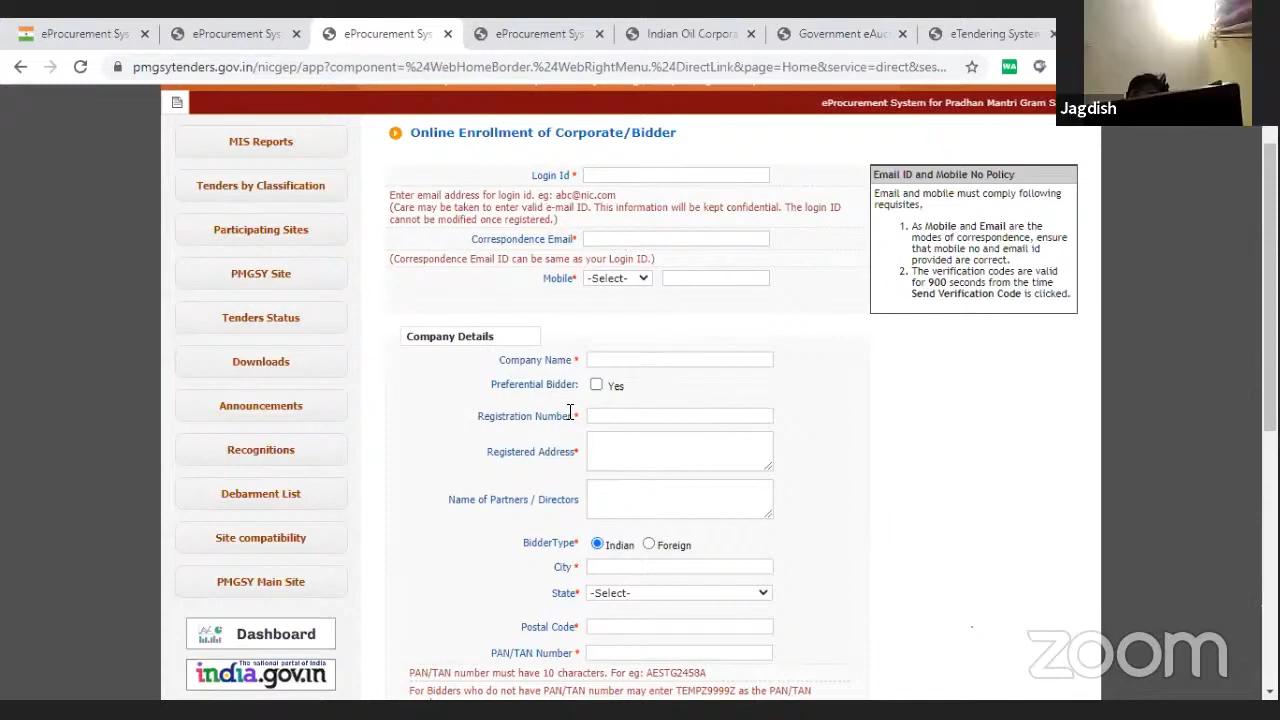 eProcurement Sys
eProcurement Sys
eProcurement Sys
eProcurement Sys
Indian Oil Corpora
Government eAuc
eTendering System
pmgsytenders.gov.in/nicgep/app?component=%24WebHomeBorder.%24WebRightMenu.%24DirectLink&page=Home&service=direct&ses...
WA
eProcurement System for Pradhan Mantri Gram S
Jagdish
MIS Reports
Tenders by Classification
Participating Sites
PMGSY Site
Tenders Status
Downloads
Announcements
Recognitions
Debarment List
Site compatibility
PMGSY Main Site
Dashboard
The national portal of India
india.gov.in
Online Enrollment of Corporate/Bidder
Login Id *
Enter email address for login id. eg: abc@nic.com
(Care may be taken to enter valid e-mail ID. This information will be kept confidential. The login ID
cannot be modified once registered.)
Correspondence Email*
(Correspondence Email ID can be same as your Login ID.)
Mobile* -Select-
Email ID and Mobile No Policy
Email and mobile must comply following
requisites,
1. As Mobile and Email are the
modes of correspondence, ensure
that mobile no and email id
provided are correct.
2. The verification codes are valid
for 900 seconds from the time
Send Verification Code is clicked.
Company Details
Company Name *
Preferential Bidder: Yes
Registration Number*
Registered Address*
Name of Partners / Directors
BidderType* Indian Foreign
City *
State* -Select-
Postal Code*
PAN/TAN Number *
PAN/TAN number must have 10 characters. For eg: AESTG2458A
For Bidders who do not have PAN/TAN number may enter TEMPZ9999Z as the PAN/TAN
zoom